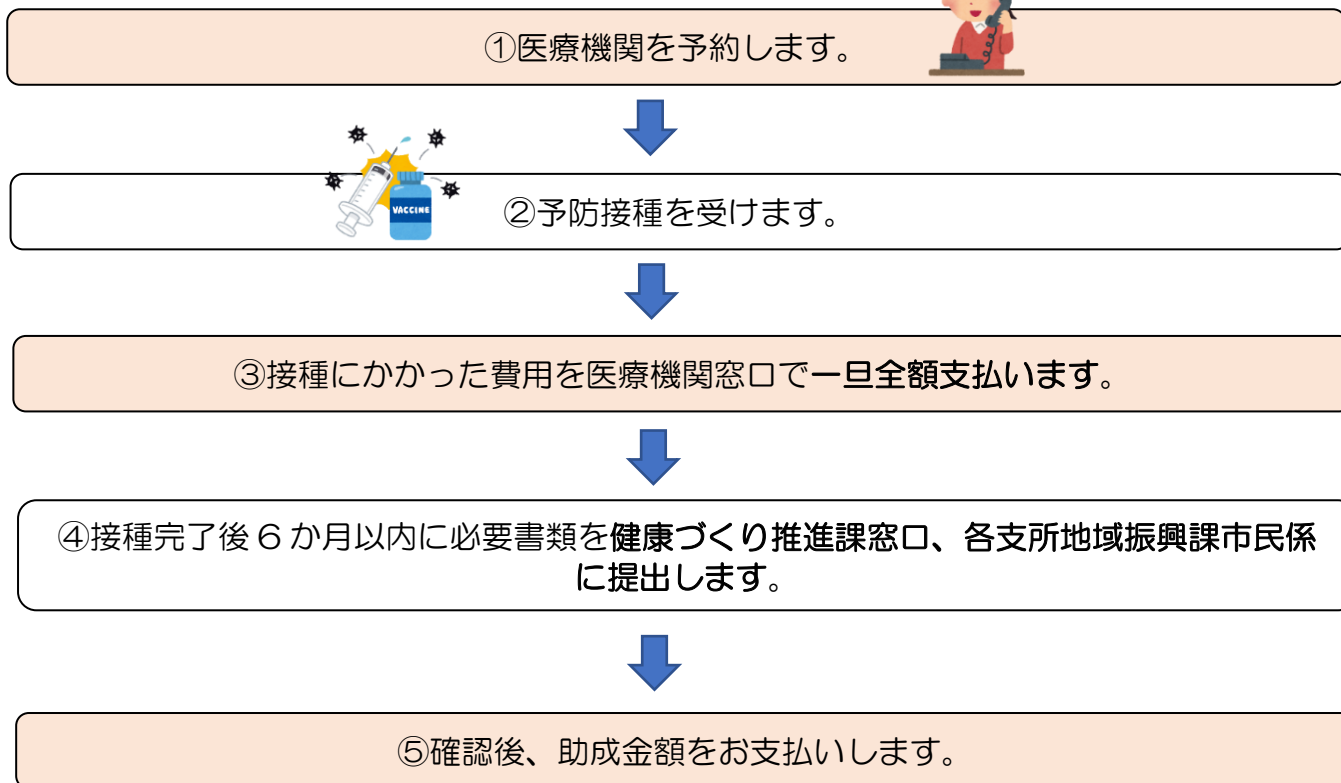 ①医療機関を予約します。
VACCINE
②予防接種を受けます。
③接種にかかった費用を医療機関窓口で一旦全額支払います。
④接種完了後6か月以内に必要書類を健康づくり推進課窓口、各支所地域振興課市民係
に提出します。
⑤確認後、助成金額をお支払いします。